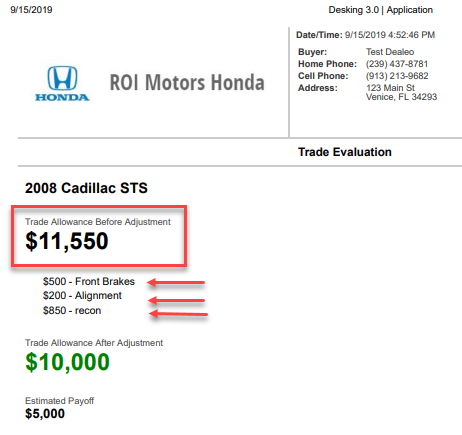 9/15/2019
Desking 3.0 | Application
Date/Time: 9/15/2019 4:52:46 PM
Buyer: Test Dealeo
Home Phone: (239) 437-8781
Cell Phone: (913) 213-9682
Address: 123 Main St
Venice, FL 34293
HONDA
ROI Motors Honda
Trade Evaluation
2008 Cadillac STS
Trade Allowance Before Adjustment
$11,550
$500 - Front Brakes
$200 - Alignment
$850 - recon
Trade Allowance After Adjustment
$10,000
Estimated Payoff
$5,000